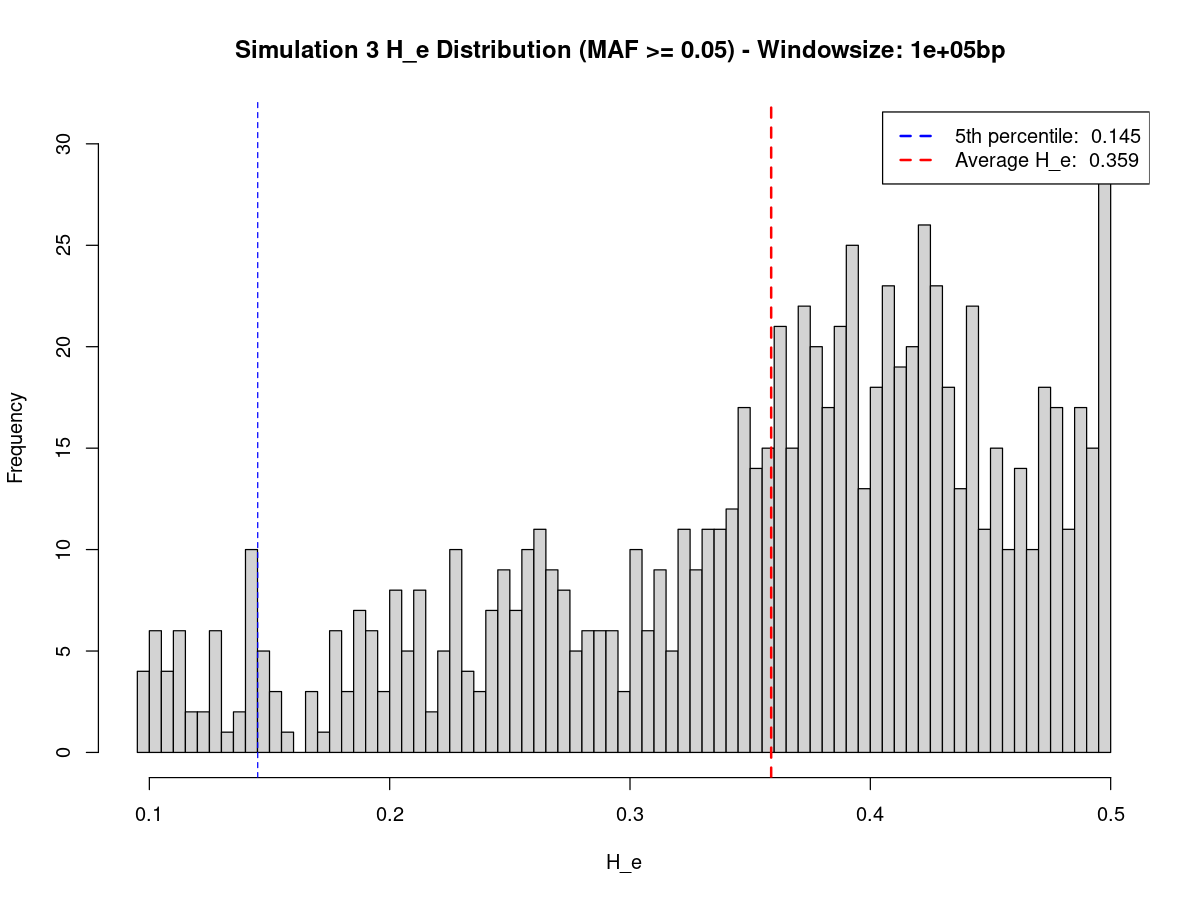 Simulation 3 H_e Distribution (MAF >= 0.05) - Windowsize: 1e+05bp
5th percentile: 0.145
Average H_e: 0.359
Frequency
30
25
20
15
10
5
0
0.1 0.2 0.3 0.4 0.5
H_e